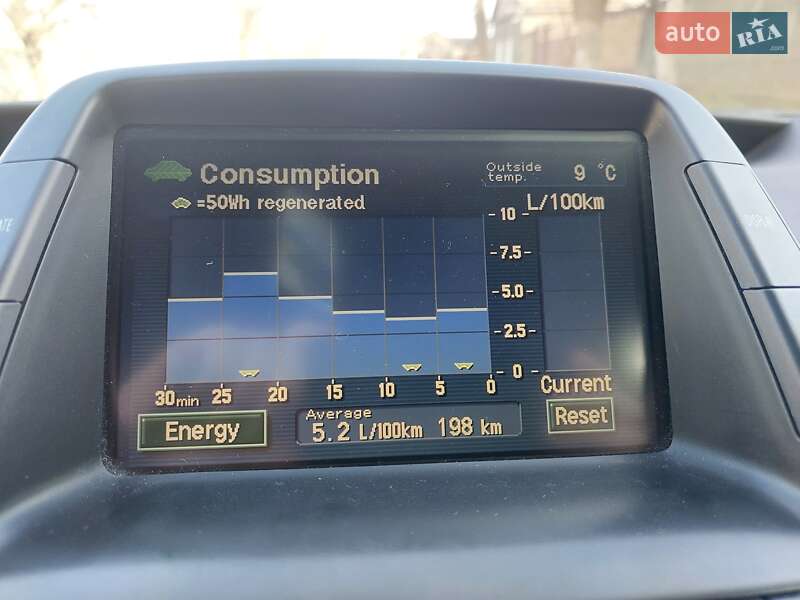 auto RIA
.com
Consumption
Outside temp. 9 °C
=50Wh regenerated
L/100km
10
7.5
5.0
2.5
0
30min 25 20 15 10 5 0
Current
Energy
Average
5.2 L/100km 198 km
Reset